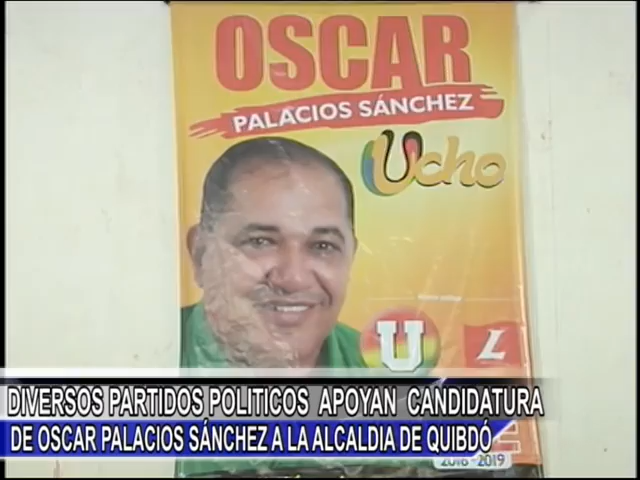 OSCAR
PALACIOS SÁNCHEZ
Ucho
U
L
DIVERSOS PARTIDOS POLITICOS APOYAN CANDIDATURA
DE OSCAR PALACIOS SÁNCHEZ A LA ALCALDIA DE QUIBDÓ
2016 -2019